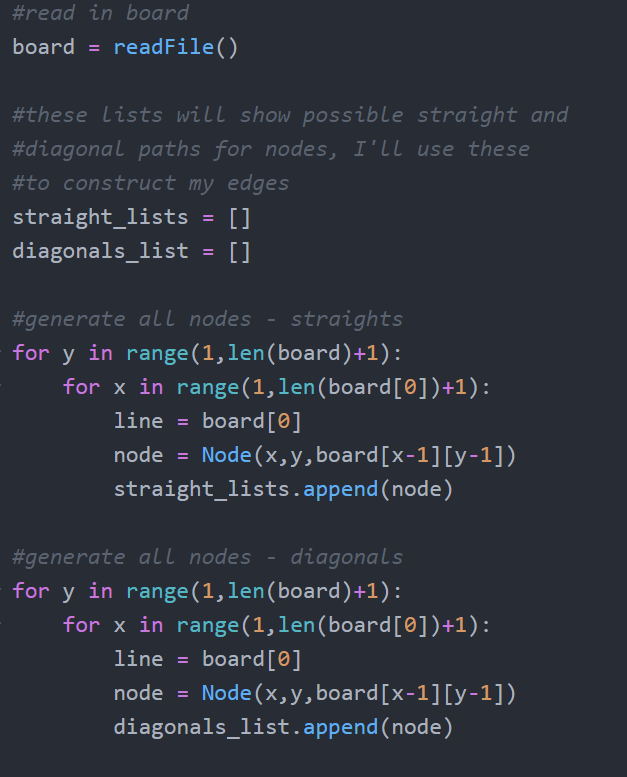 #read in board
board = readFile()
#these lists will show possible straight and
#diagonal paths for nodes, I'll use these
#to construct my edges
straight_lists = []
diagonals_list = []
#generate all nodes - straights
for y in range(1,len(board)+1):
    for x in range(1,len(board[0])+1):
        line = board[0]
        node = Node(x,y,board[x-1][y-1])
        straight_lists.append(node)
#generate all nodes - diagonals
for y in range(1,len(board)+1):
    for x in range(1,len(board[0])+1):
        line = board[0]
        node = Node(x,y,board[x-1][y-1])
        diagonals_list.append(node)